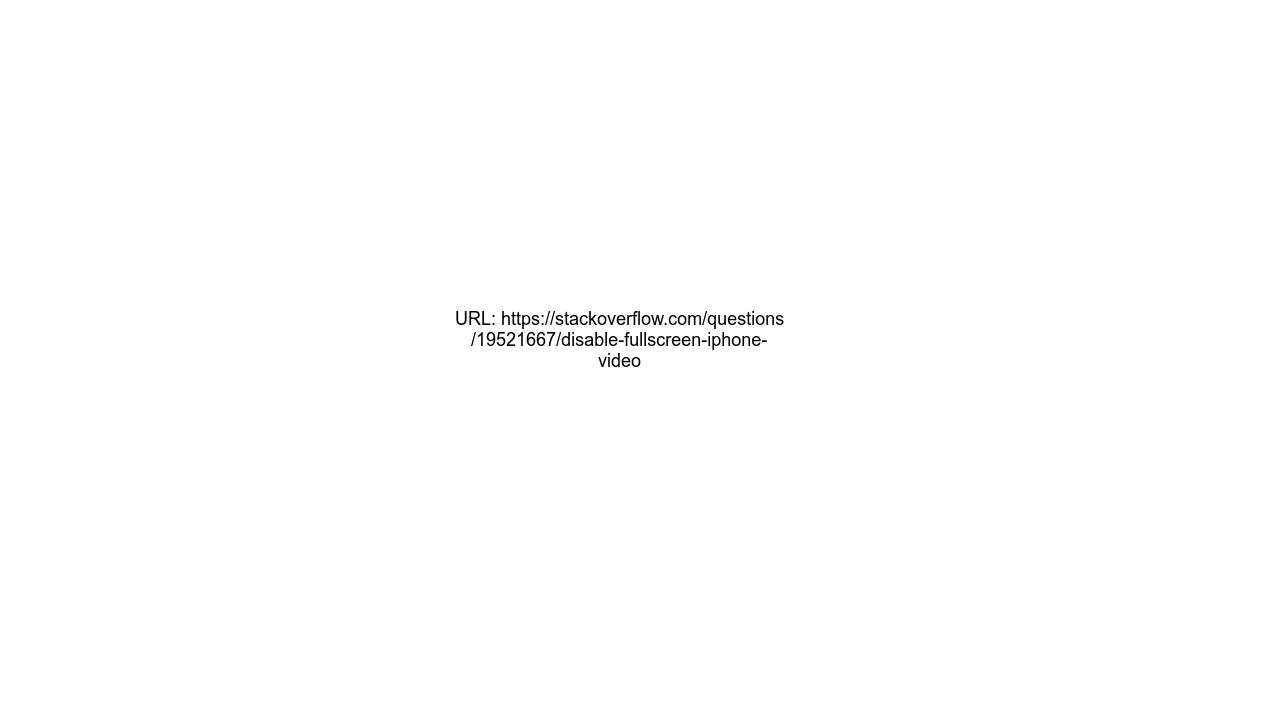 URL: https://stackoverflow.com/questions
/19521667/disable-fullscreen-iphone-
video